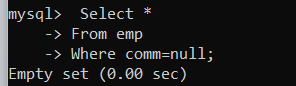 mysql>  Select *
    -> From emp
    -> Where comm=null;
Empty set (0.00 sec)